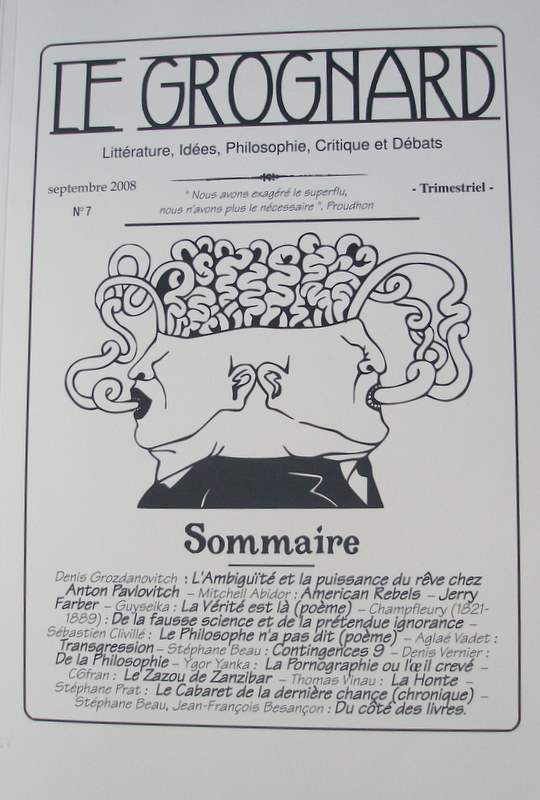 LE GROGNARD
Littérature, Idées, Philosophie, Critique et Débats
septembre 2008
N° 7
" Nous avons exagéré le superflu,
nous n'avons plus le nécessaire ", Proudhon
- Trimestriel -
Sommaire
Denis Grozdanovitch : L'Ambiguïté et la puissance du rêve chez
Anton Pavlovitch – Mitchell Abidor : American Rebels – Jerry
Farber – Guyseika : La Vérité est là (poème) – Champfleury (1821-
1889) : De la fausse science et de la prétendue ignorance –
Sébastien Clivillé : Le Philosophe n'a pas dit (poème) – Aglaé Vadet :
Transgression – Stéphane Beau : Contingences 9 – Denis Vernier :
De la Philosophie – Ygor Yanka : La Pornographie ou l'œil crevé –
CGfran : Le Zazou de Zanzibar – Thomas Vinau : La Honte –
Stéphane Prat : Le Cabaret de la dernière chance (chronique) –
Stéphane Beau, Jean-François Besançon : Du côté des livres.